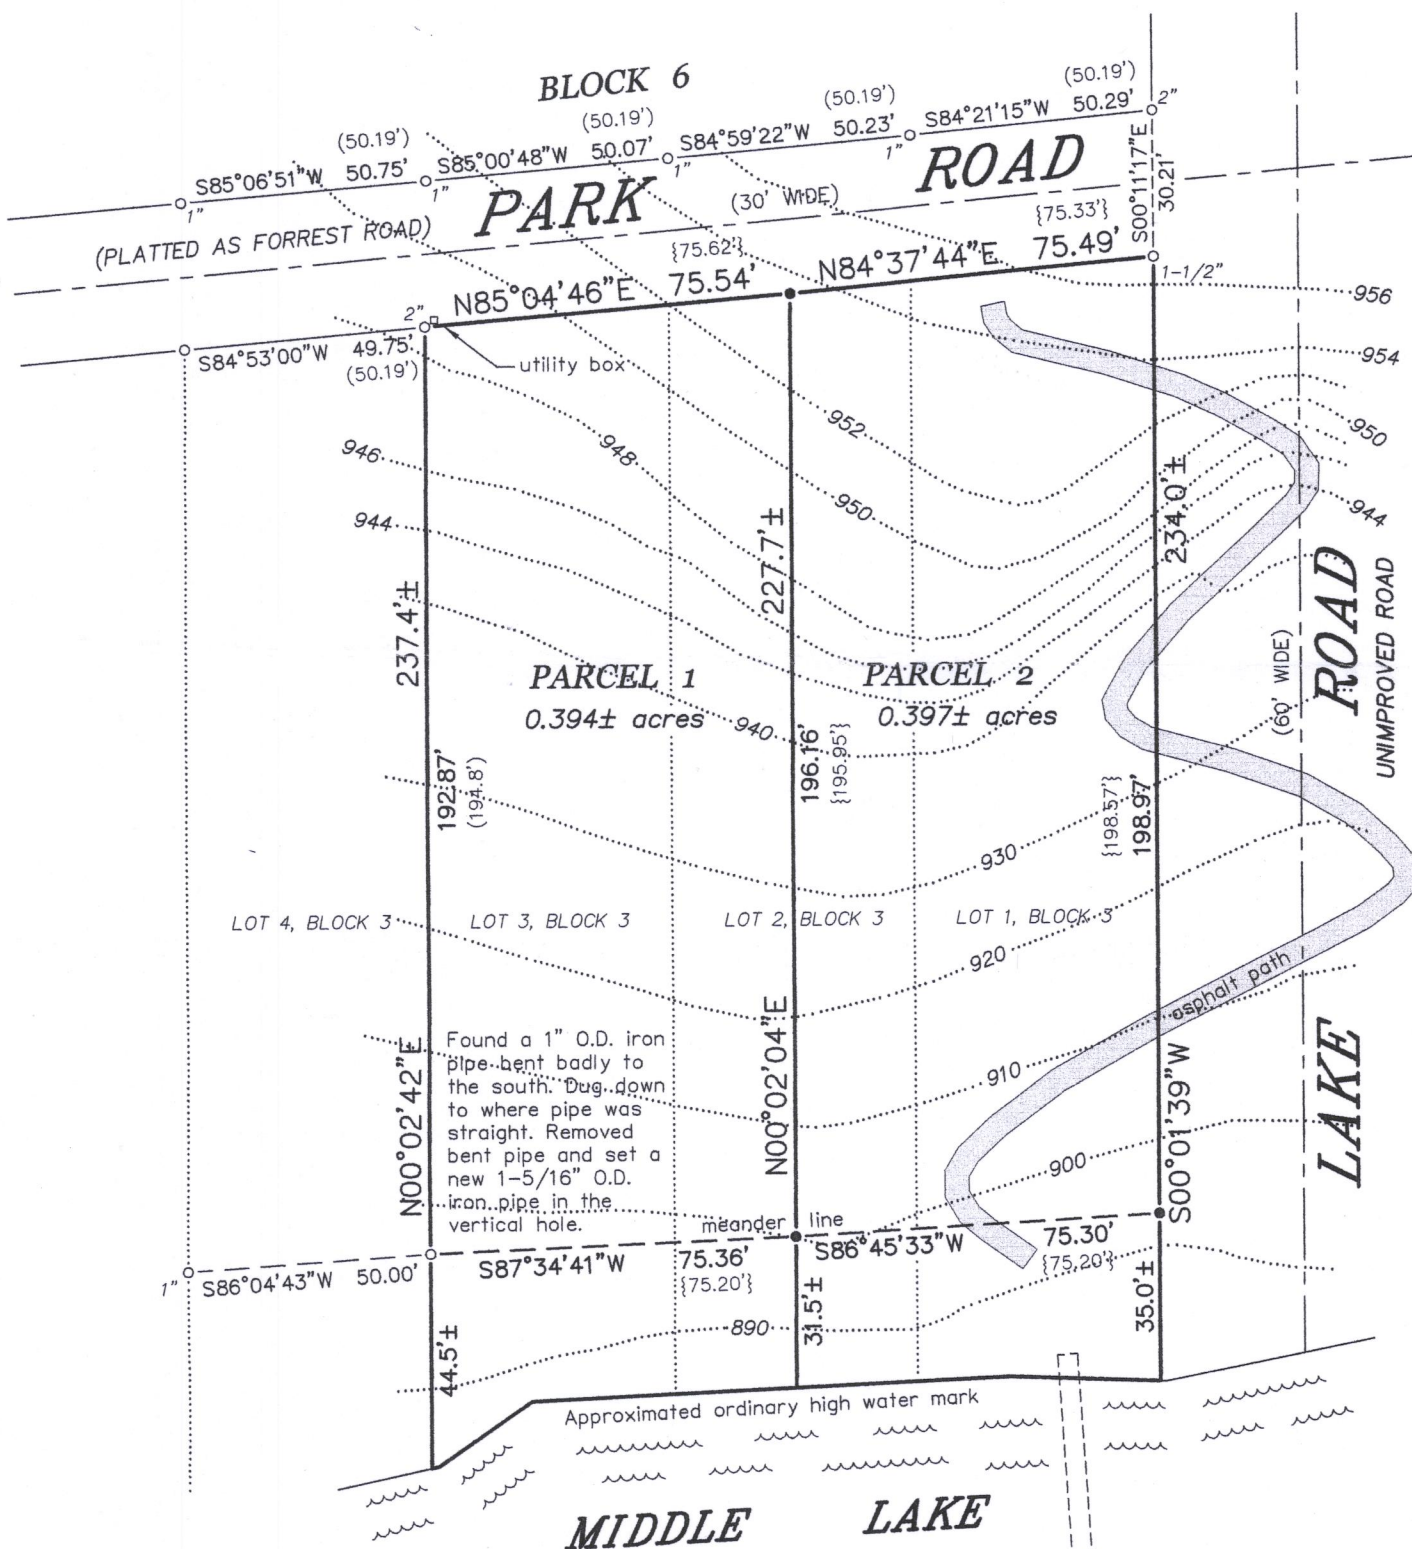 BLOCK 6
(50.19')
(50.19')
(50.19')
(50.19')
S85°06'51"W 50.75'
S85°00'48"W 50.07'
S84°59'22"W 50.23'
S84°21'15"W 50.29'
2"
1"
1"
1"
1"
S00°11'17"E
30.21'
PARK ROAD
(30' WIDE)
(PLATTED AS FORREST ROAD)
{75.62'}
{75.33'}
N85°04'46"E 75.54'
N84°37'44"E 75.49'
1-1/2"
2"
S84°53'00"W 49.75'
(50.19')
utility box
956
954
952
950
950
948
946
944
944
940
237.4'±
227.7'±
234.0'±
PARCEL 1
0.394± acres
PARCEL 2
0.397± acres
192.87'
(194.8')
196.16'
{195.95'}
{198.57'}
198.97'
(60' WIDE)
LAKE ROAD
UNIMPROVED ROAD
930
LOT 4, BLOCK 3
LOT 3, BLOCK 3
LOT 2, BLOCK 3
LOT 1, BLOCK 3
920
asphalt path
910
900
N00°02'42"E
N00°02'04"E
S00°01'39"W
Found a 1" O.D. iron
pipe bent badly to
the south. Dug down
to where pipe was
straight. Removed
bent pipe and set a
new 1-5/16" O.D.
iron pipe in the
vertical hole.
meander line
1"
S86°04'43"W 50.00'
S87°34'41"W 75.36'
{75.20'}
S86°45'33"W 75.30'
{75.20'}
44.5'±
31.5'±
35.0'±
890
Approximated ordinary high water mark
MIDDLE LAKE